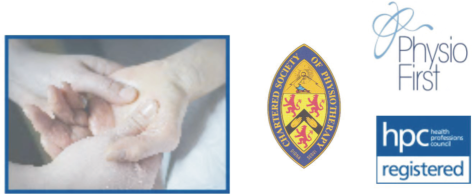 CHARTERED SOCIETY
OF PHYSIOTHERAPY
Physio
First
hpc health
professions
council
registered